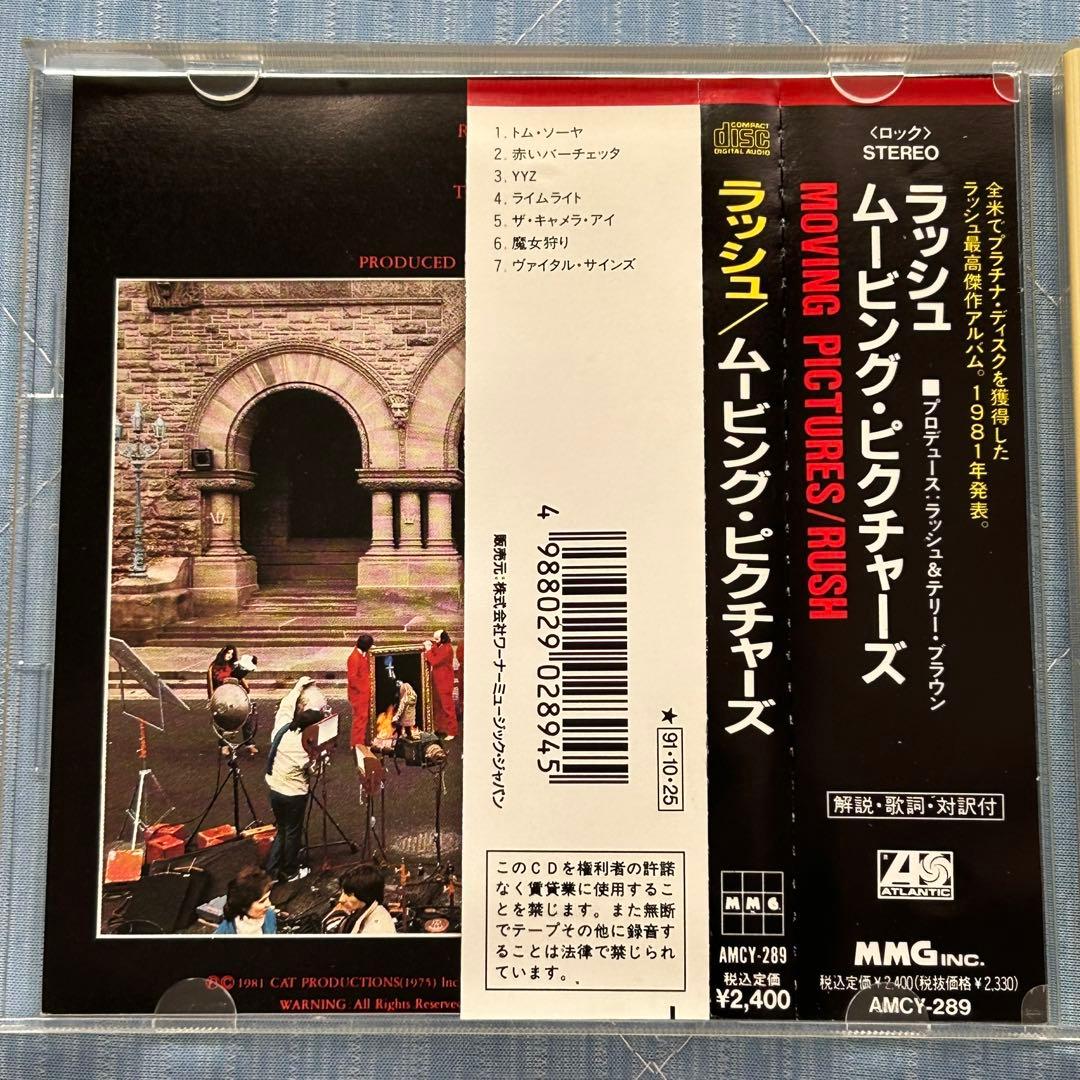 PRODUCED
℗© 1981 CAT PRODUCTIONS(1975) Inc
WARNING: All Rights Reserve
1. トム・ソーヤ
2. 赤いバーチェッタ
3. YYZ
4. ライムライト
5. ザ・キャメラ・アイ
6. 魔女狩り
7. ヴァイタル・サインズ
4 988029 028945
販売元:株式会社ワーナーミュージック・ジャパン
★
91・10・25
このCDを権利者の許諾
なく賃貸業に使用するこ
とを禁じます。また無断
でテープその他に録音す
ることは法律で禁じられ
ています。
COMPACT
disc
DIGITAL AUDIO
ラッシュ/ムービング・ピクチャーズ
MMG
AMCY-289
税込定価
¥2,400
〈ロック〉
STEREO
全米でプラチナ・ディスクを獲得した
ラッシュ最高傑作アルバム。1981年発表。
ラッシュ
■プロデュース:ラッシュ&テリー・ブラウン
ムービング・ピクチャーズ
MOVING PICTURES/RUSH
解説・歌詞・対訳付
ATLANTIC
MMG INC.
税込定価¥2,400(税抜価格¥2,330)
AMCY-289